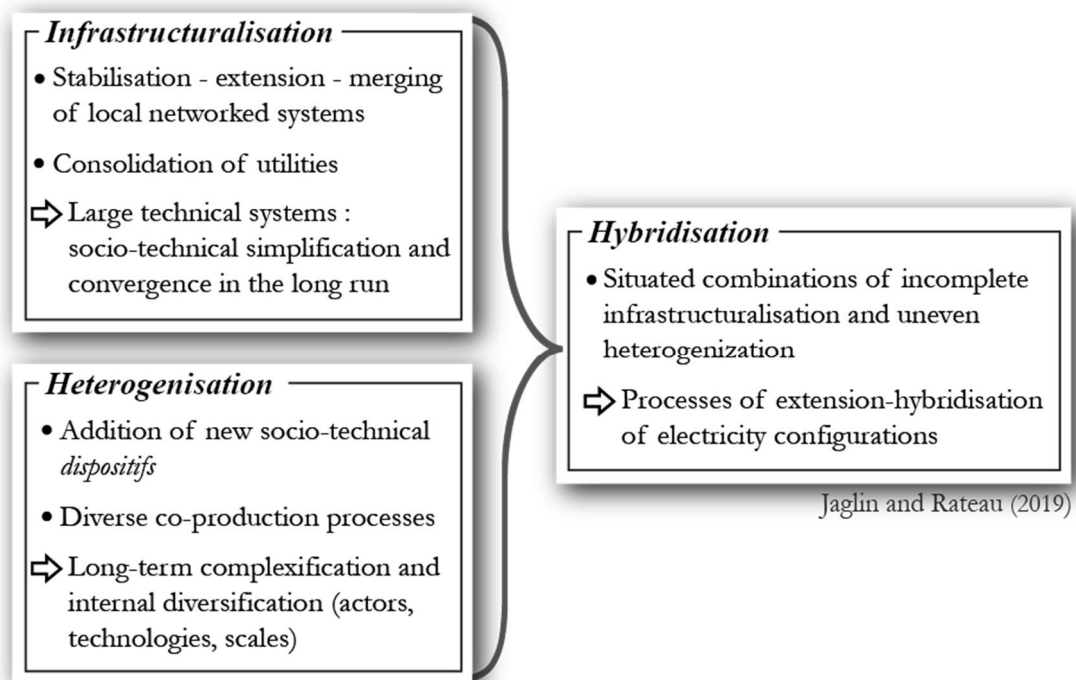 Infrastructuralisation
• Stabilisation - extension - merging
of local networked systems
• Consolidation of utilities
⇨ Large technical systems :
socio-technical simplification and
convergence in the long run
Heterogenisation
• Addition of new socio-technical
dispositifs
• Diverse co-production processes
⇨ Long-term complexification and
internal diversification (actors,
technologies, scales)
Hybridisation
• Situated combinations of incomplete
infrastructuralisation and uneven
heterogenization
⇨ Processes of extension-hybridisation
of electricity configurations
Jaglin and Rateau (2019)